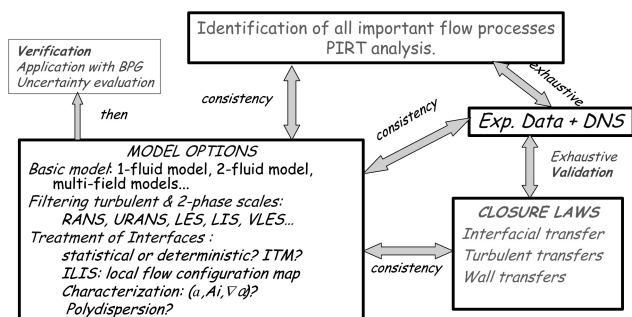 Identification of all important flow processes
PIRT analysis.
Verification
Application with BPG
Uncertainty evaluation
then
consistency
consistency
exhaustive
Exp. Data + DNS
MODEL OPTIONS
Basic model: 1-fluid model, 2-fluid model,
multi-field models...
Filtering turbulent & 2-phase scales:
RANS, URANS, LES, LIS, VLES...
Treatment of Interfaces :
statistical or deterministic? ITM?
ILIS: local flow configuration map
Characterization: (α,Ai,∇α)?
Polydispersion?
consistency
Exhaustive
Validation
CLOSURE LAWS
Interfacial transfer
Turbulent transfers
Wall transfers